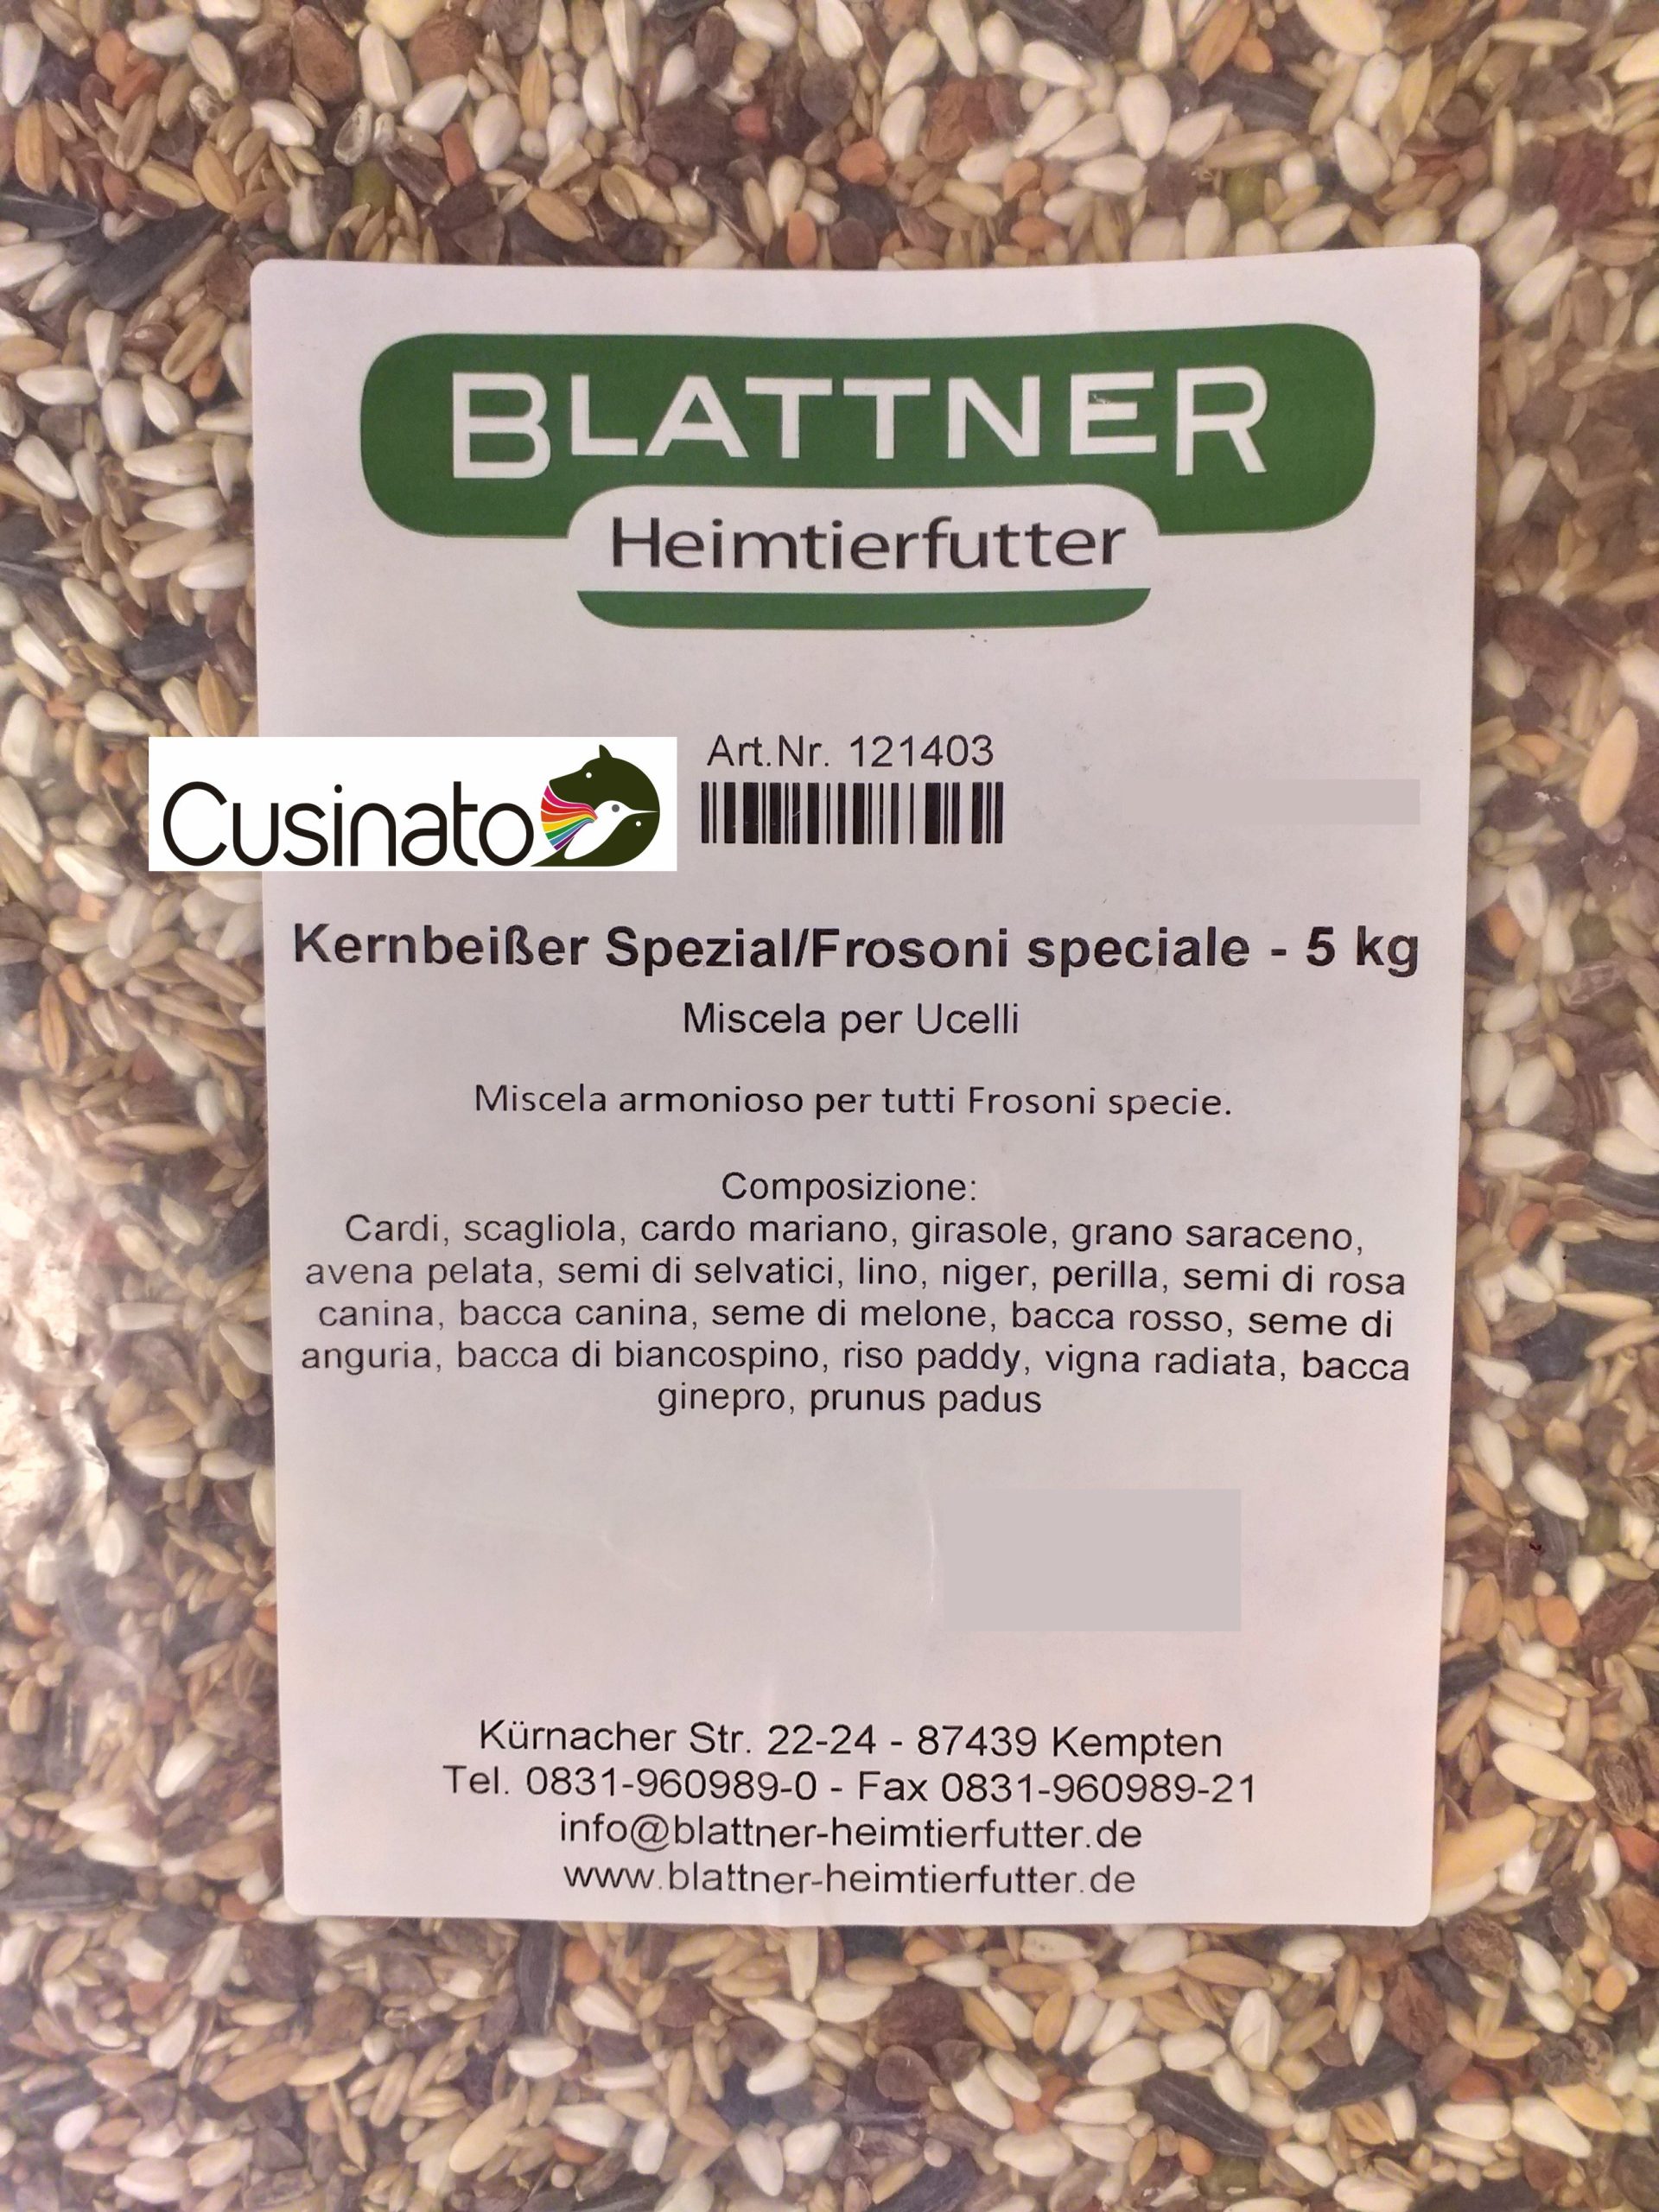 BLATTNER
Heimtierfutter
Art.Nr. 121403
Cusinato
Kernbeißer Spezial/Frosoni speciale - 5 kg
Miscela per Ucelli
Miscela armonioso per tutti Frosoni specie.
Composizione:
Cardi, scagliola, cardo mariano, girasole, grano saraceno,
avena pelata, semi di selvatici, lino, niger, perilla, semi di rosa
canina, bacca canina, seme di melone, bacca rosso, seme di
anguria, bacca di biancospino, riso paddy, vigna radiata, bacca
ginepro, prunus padus
Kürnacher Str. 22-24 - 87439 Kempten
Tel. 0831-960989-0 - Fax 0831-960989-21
info@blattner-heimtierfutter.de
www.blattner-heimtierfutter.de